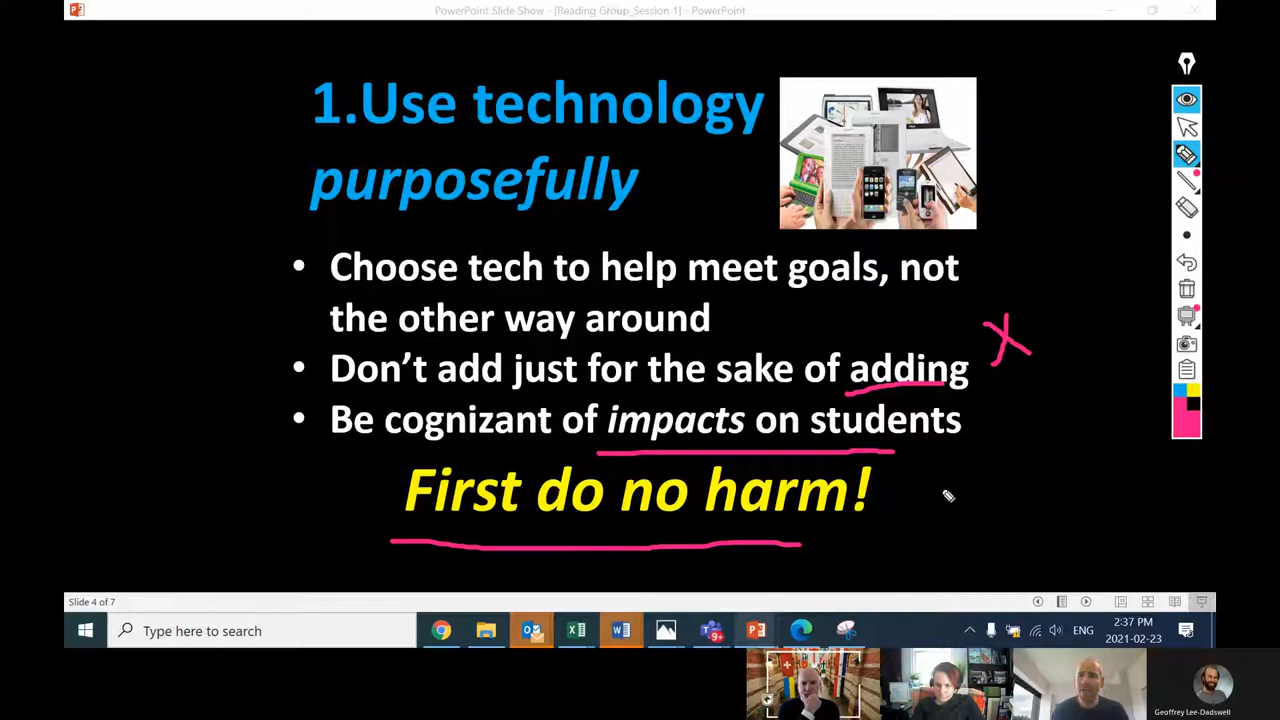 PowerPoint Slide Show - [Reading Group_Session 1] - PowerPoint
1.Use technology
purposefully
• Choose tech to help meet goals, not
the other way around
• Don’t add just for the sake of adding
• Be cognizant of impacts on students
First do no harm!
X
Slide 4 of 7
Type here to search
9+
ENG
2:37 PM
2021-02-23
Geoffrey Lee-Dadswell